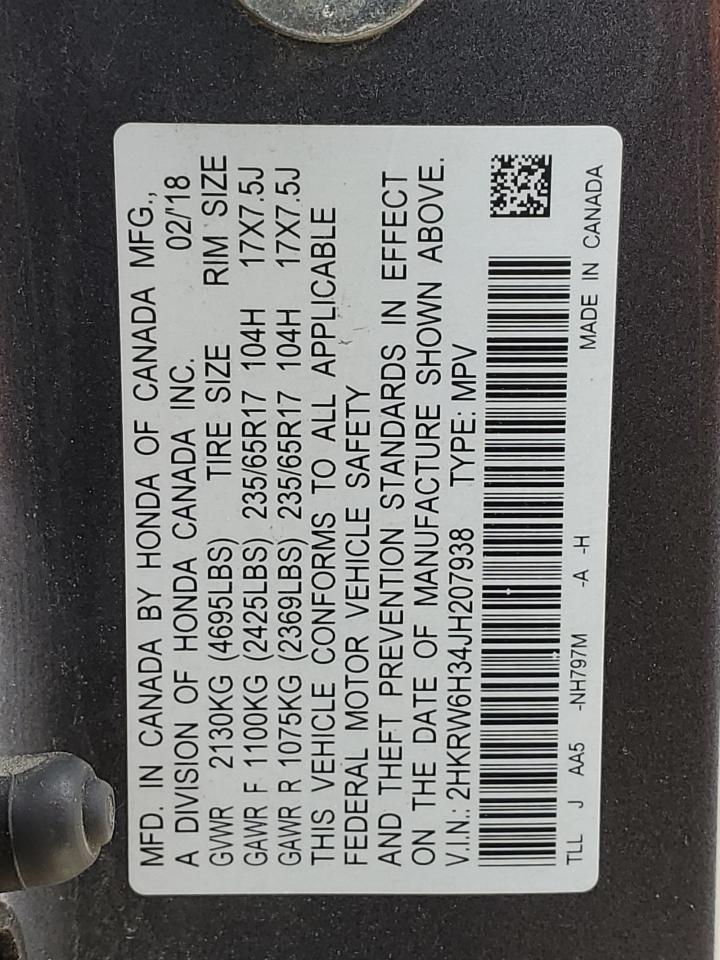 MFD. IN CANADA BY HONDA OF CANADA MFG.,
A DIVISION OF HONDA CANADA INC. 02/'18
GVWR 2130KG (4695LBS) TIRE SIZE RIM SIZE
GAWR F 1100KG (2425LBS) 235/65R17 104H 17X7.5J
GAWR R 1075KG (2369LBS) 235/65R17 104H 17X7.5J
THIS VEHICLE CONFORMS TO ALL APPLICABLE
FEDERAL MOTOR VEHICLE SAFETY
AND THEFT PREVENTION STANDARDS IN EFFECT
ON THE DATE OF MANUFACTURE SHOWN ABOVE.
V.I.N.: 2HKRW6H34JH207938 TYPE: MPV
TLL J AA5 -NH797M -A -H MADE IN CANADA